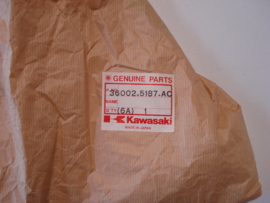 GENUINE PARTS
36002-5187-AC
NAME
(6A) 1
Kawasaki
MADE IN JAPAN